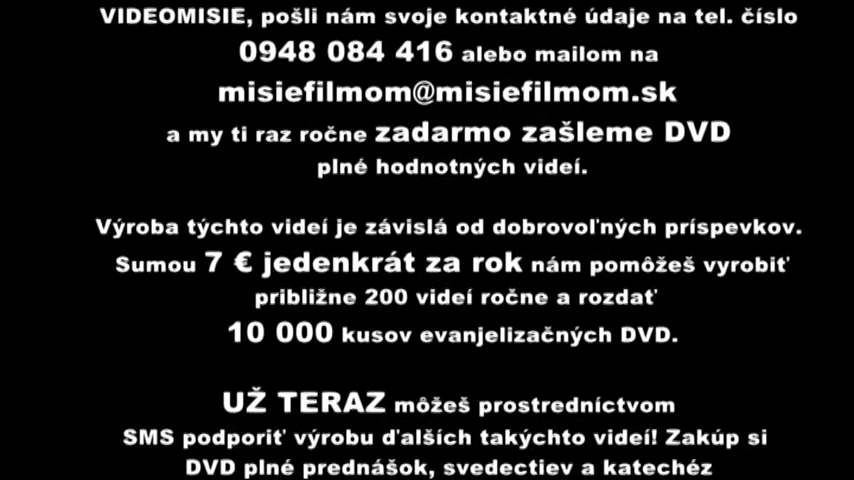 VIDEOMISIE, pošli nám svoje kontaktné údaje na tel. číslo
0948 084 416 alebo mailom na
misiefilmom@misiefilmom.sk
a my ti raz ročne zadarmo zašleme DVD
plné hodnotných videí.
Výroba týchto videí je závislá od dobrovoľných príspevkov.
Sumou 7 € jedenkrát za rok nám pomôžeš vyrobiť
približne 200 videí ročne a rozdať
10 000 kusov evanjelizačných DVD.
UŽ TERAZ môžeš prostredníctvom
SMS podporiť výrobu ďalších takýchto videí! Zakúp si
DVD plné prednášok, svedectiev a katechéz